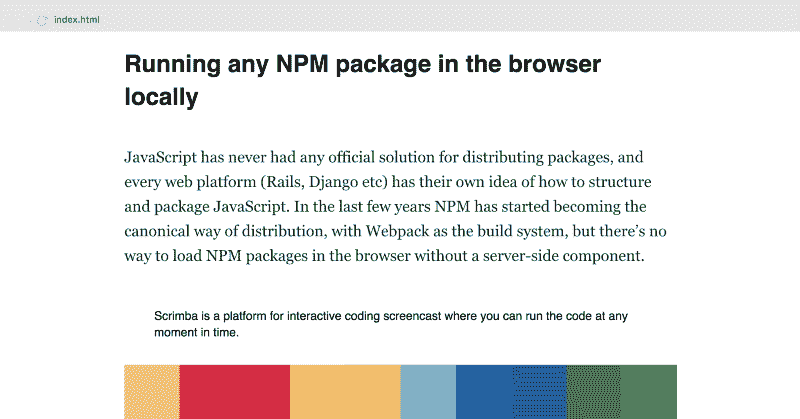 index.html
Running any NPM package in the browser
locally
JavaScript has never had any official solution for distributing packages, and
every web platform (Rails, Django etc) has their own idea of how to structure
and package JavaScript. In the last few years NPM has started becoming the
canonical way of distribution, with Webpack as the build system, but there’s no
way to load NPM packages in the browser without a server-side component.
Scrimba is a platform for interactive coding screencast where you can run the code at any
moment in time.